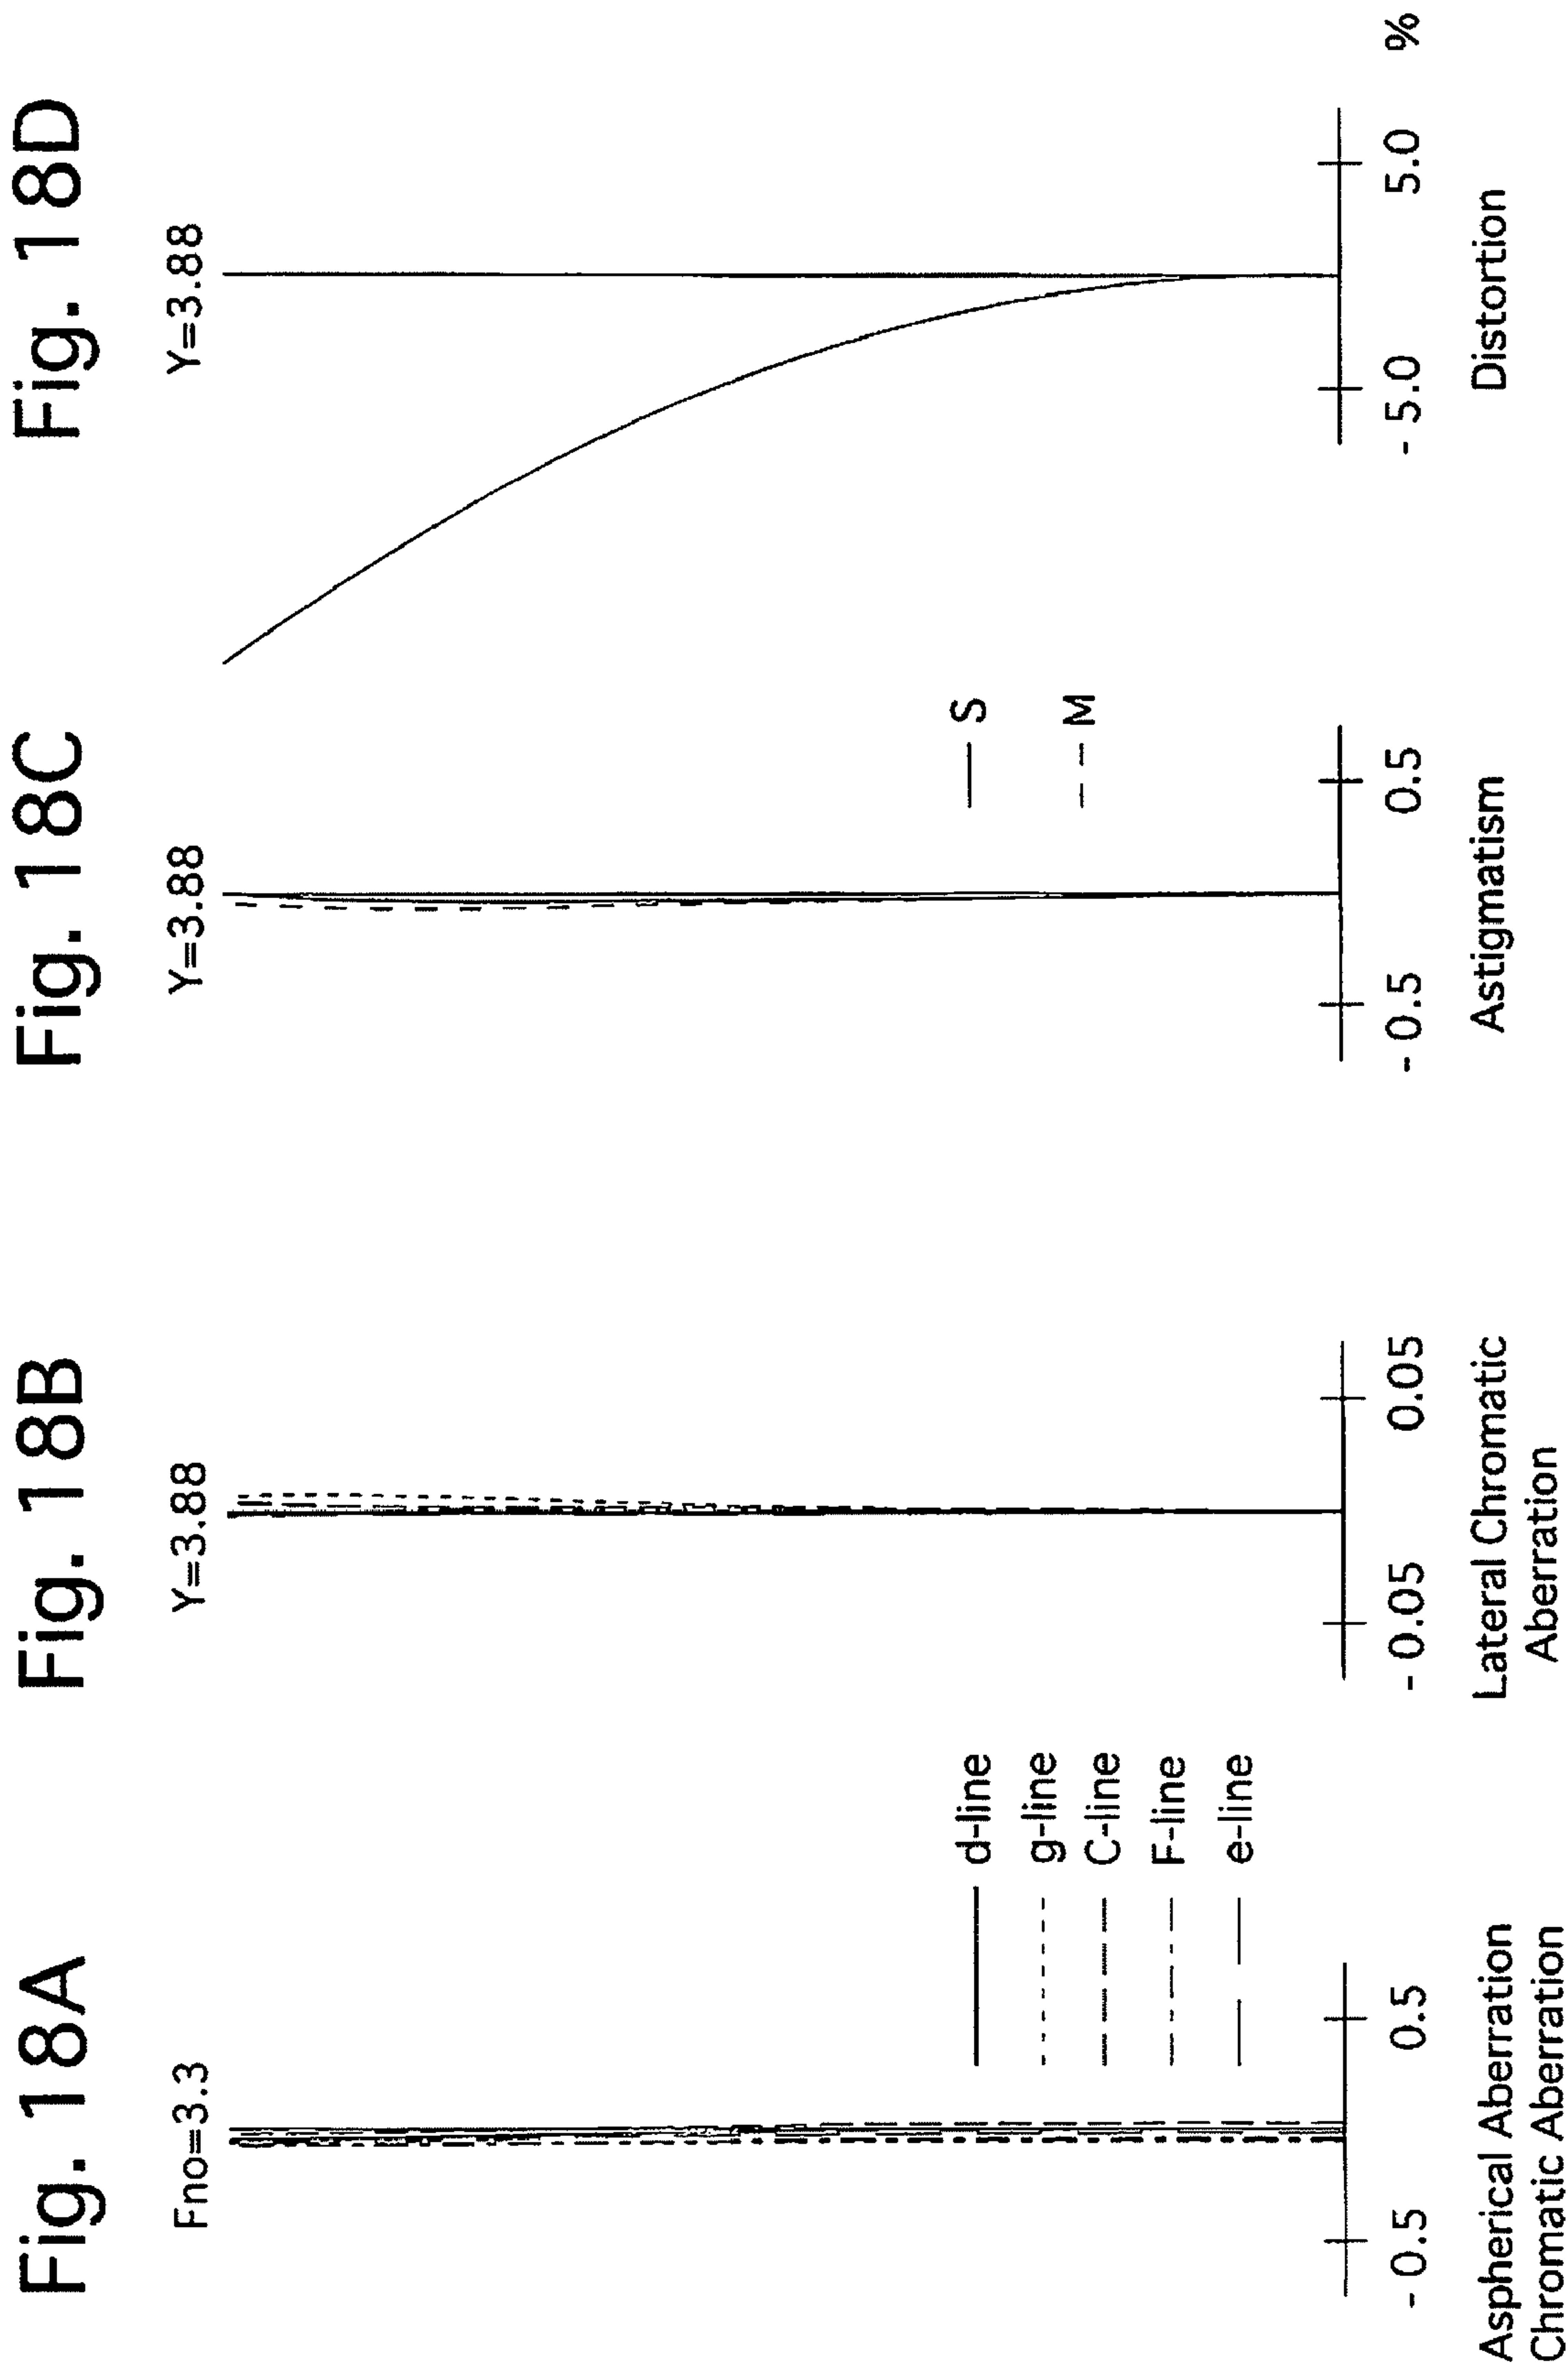 Fig. 18A
Fno=3.3
d-line
g-line
C-line
F-line
e-line
-0.5
0.5
Aspherical Aberration
Chromatic Aberration
Fig. 18B
Y=3.88
-0.05
0.05
Lateral Chromatic
Aberration
Fig. 18C
Y=3.88
S
M
-0.5
0.5
Astigmatism
Fig. 18D
Y=3.88
-5.0
5.0
%
Distortion